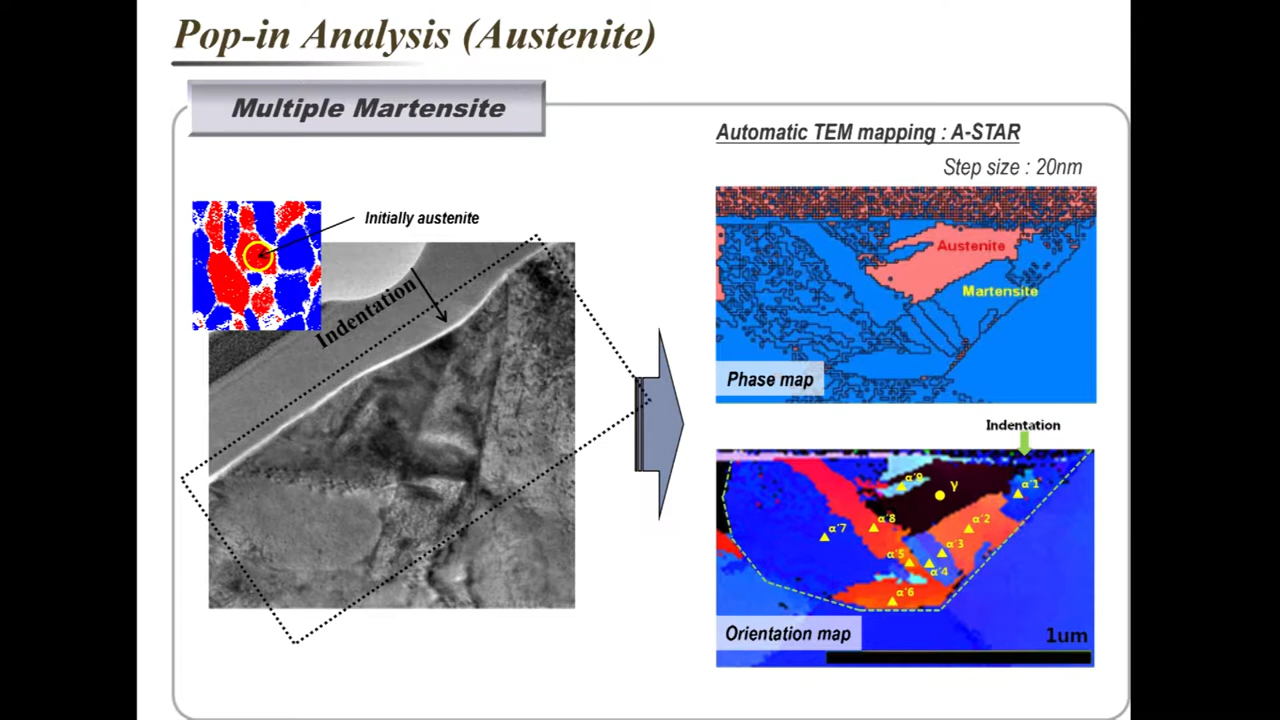 Pop-in Analysis (Austenite)
Multiple Martensite
Automatic TEM mapping : A-STAR
Step size : 20nm
Initially austenite
Indentation
Austenite
Martensite
Phase map
Indentation
α´9
γ
α´1
α´2
α´8
α´7
α´3
α´5
α´4
α´6
Orientation map
1um